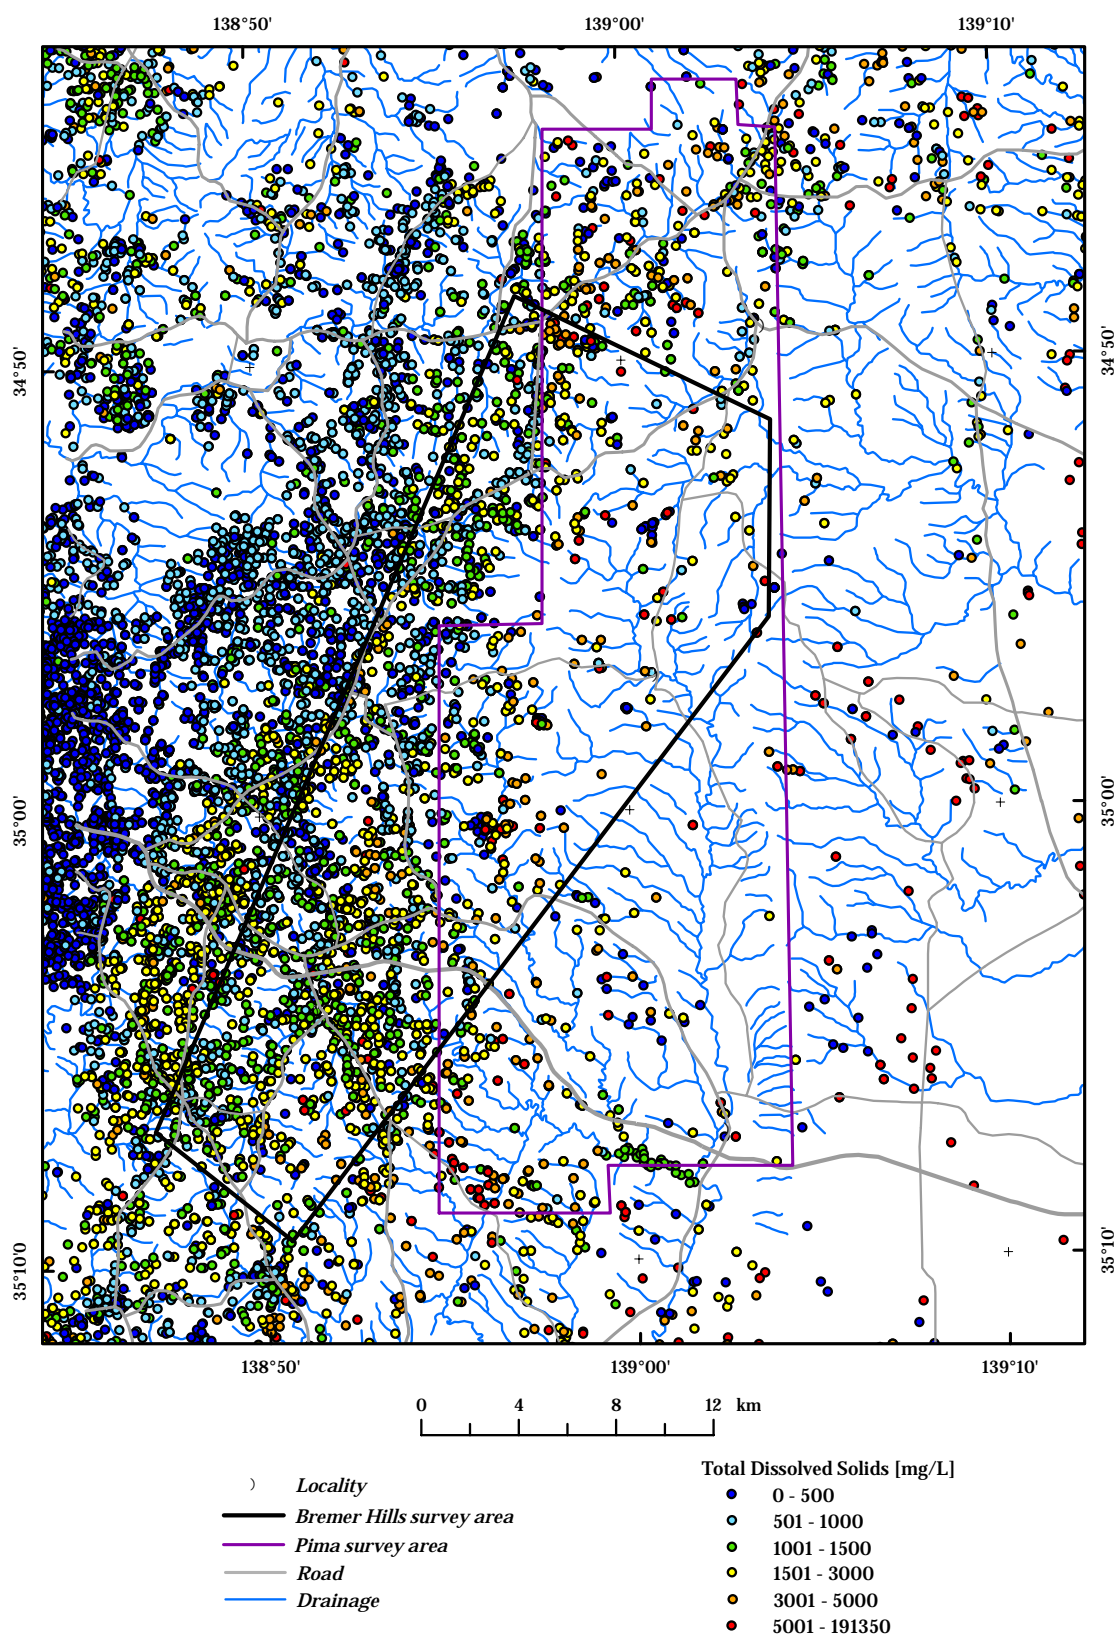 138°50' 139°00' 139°10'
34°50' 34°50'
35°00' 35°00'
35°10'0 35°10'
138°50' 139°00' 139°10'
0 4 8 12 km
Locality
Bremer Hills survey area
Pima survey area
Road
Drainage
Total Dissolved Solids [mg/L]
0 - 500
501 - 1000
1001 - 1500
1501 - 3000
3001 - 5000
5001 - 191350